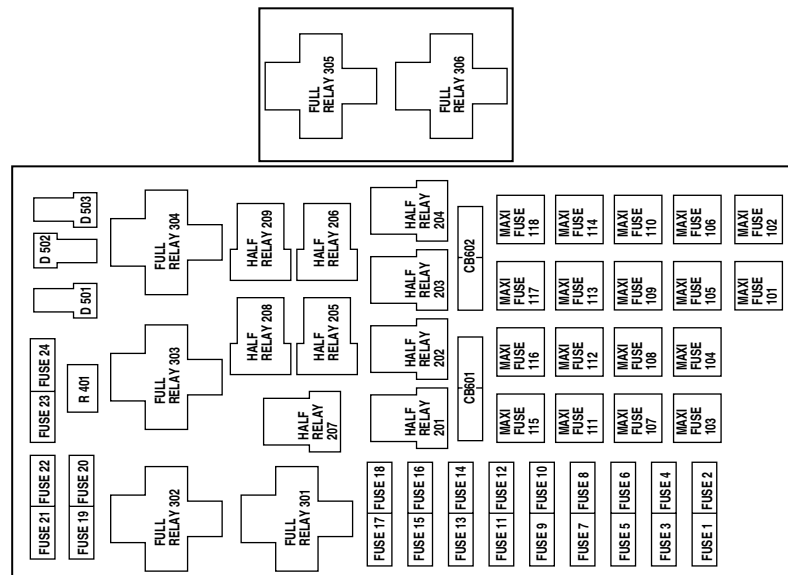 FULL
RELAY 305
FULL
RELAY 306
D 503
D 502
D 501
FULL
RELAY 304
HALF
RELAY 209
HALF
RELAY 206
HALF
RELAY
204
CB602
MAXI
FUSE
118
MAXI
FUSE
114
MAXI
FUSE
110
MAXI
FUSE
106
MAXI
FUSE
102
HALF
RELAY
203
MAXI
FUSE
117
MAXI
FUSE
113
MAXI
FUSE
109
MAXI
FUSE
105
MAXI
FUSE
101
FUSE 24
FUSE 23
R 401
FULL
RELAY 303
HALF
RELAY 208
HALF
RELAY 205
HALF
RELAY
202
CB601
MAXI
FUSE
116
MAXI
FUSE
112
MAXI
FUSE
108
MAXI
FUSE
104
HALF
RELAY
207
HALF
RELAY
201
MAXI
FUSE
115
MAXI
FUSE
111
MAXI
FUSE
107
MAXI
FUSE
103
FUSE 22
FUSE 20
FUSE 21
FUSE 19
FULL
RELAY 302
FULL
RELAY 301
FUSE 18
FUSE 16
FUSE 14
FUSE 12
FUSE 10
FUSE 8
FUSE 6
FUSE 4
FUSE 2
FUSE 17
FUSE 15
FUSE 13
FUSE 11
FUSE 9
FUSE 7
FUSE 5
FUSE 3
FUSE 1